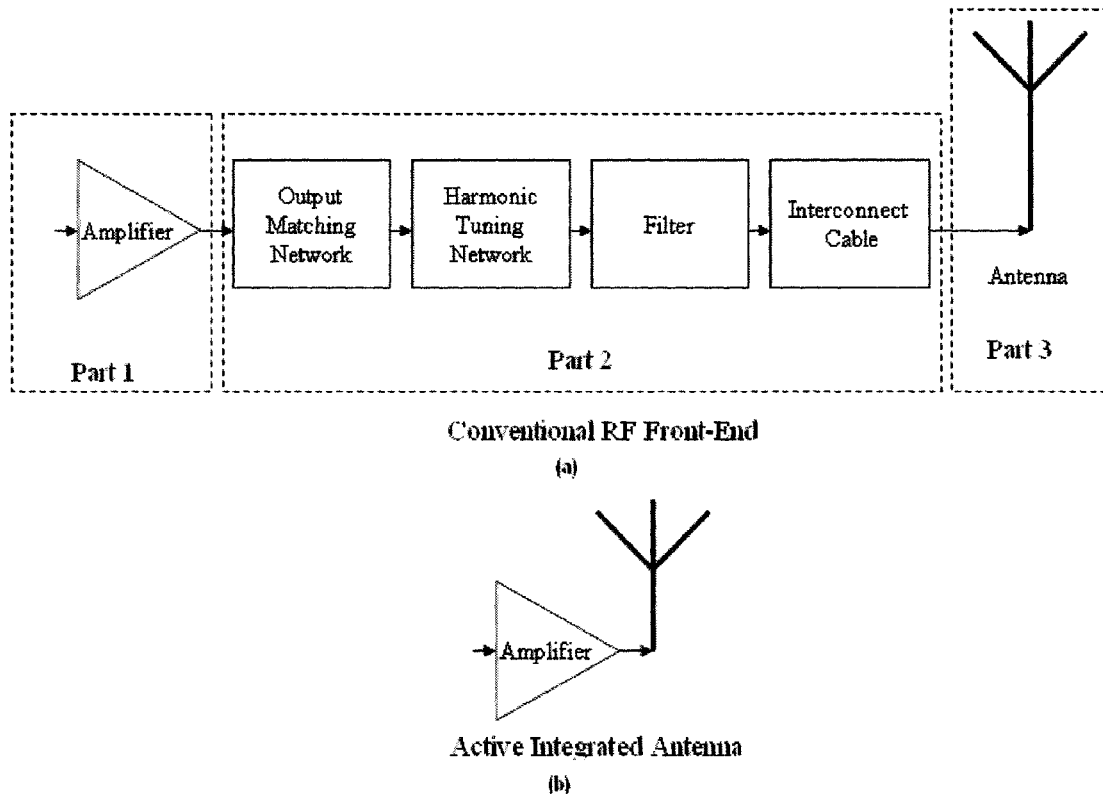 Amplifier
Output
Matching
Network
Harmonic
Tuning
Network
Filter
Interconnect
Cable
Antenna
Part 1
Part 2
Part 3
Conventional RF Front-End
(a)
Amplifier
Active Integrated Antenna
(b)